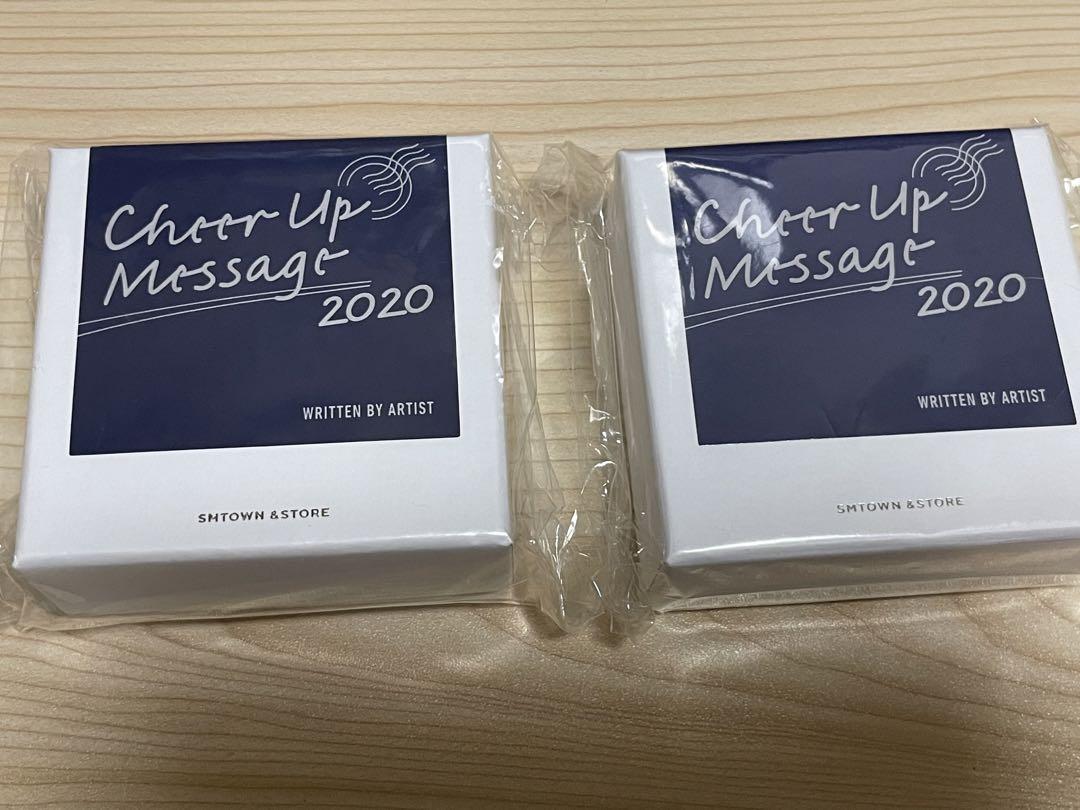 Cheer Up
Message
2020
WRITTEN BY ARTIST
SMTOWN &STORE
Cheer Up
Message
2020
WRITTEN BY ARTIST
SMTOWN &STORE